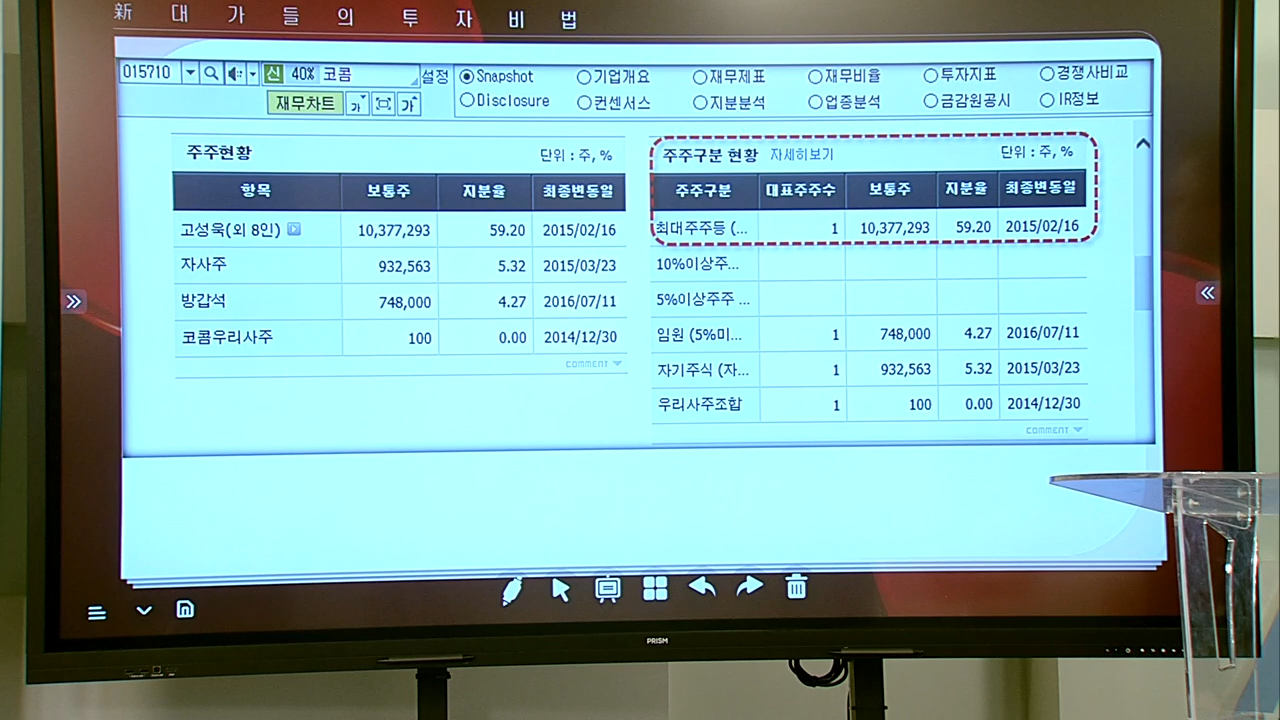 新 대 가 들 의 투 자 비 법
015710 신 40% 코콤 설정 Snapshot 기업개요 재무제표 재무비율 투자지표 경쟁사비교
재무차트 가 가 Disclosure 컨센서스 지분분석 업종분석 금감원공시 IR정보
주주현황 단위 : 주, %
항목 보통주 지분율 최종변동일
고성욱(외 8인) 10,377,293 59.20 2015/02/16
자사주 932,563 5.32 2015/03/23
방갑석 748,000 4.27 2016/07/11
코콤우리사주 100 0.00 2014/12/30
COMMENT
주주구분 현황 자세히보기 단위 : 주, %
주주구분 대표주주수 보통주 지분율 최종변동일
최대주주등 (... 1 10,377,293 59.20 2015/02/16
10%이상주...
5%이상주주 ...
임원 (5%미... 1 748,000 4.27 2016/07/11
자기주식 (자... 1 932,563 5.32 2015/03/23
우리사주조합 1 100 0.00 2014/12/30
COMMENT
PRISM